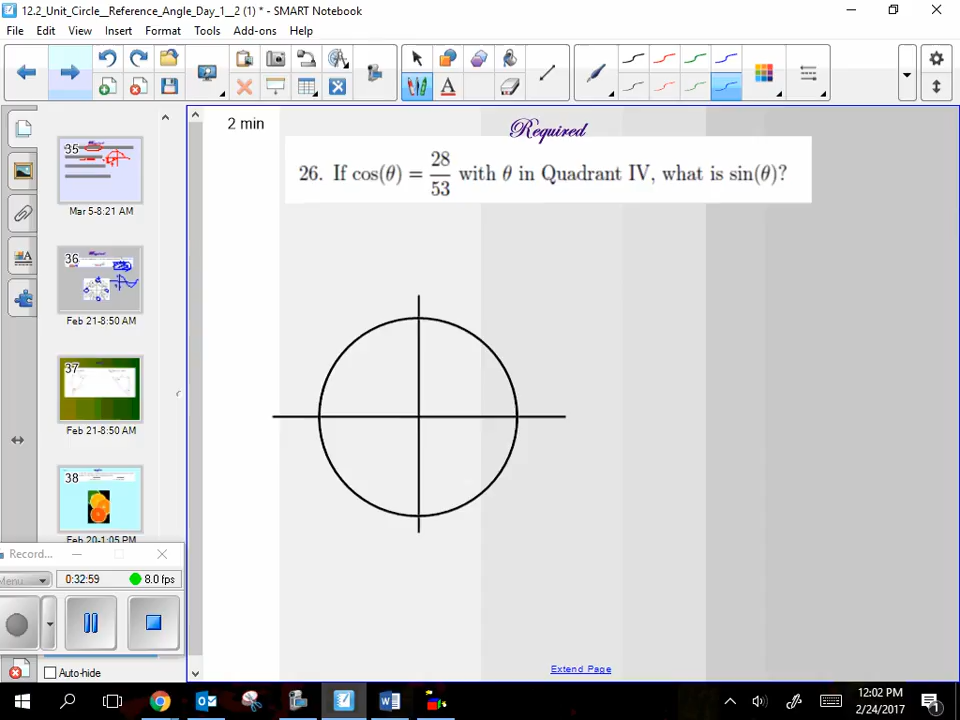 12.2_Unit_Circle__Reference_Angle_Day_1__2 (1) * - SMART Notebook
File Edit View Insert Format Tools Add-ons Help
2 min
Required
26. If cos(θ) = 28/53 with θ in Quadrant IV, what is sin(θ)?
35
Mar 5-8:21 AM
36
Feb 21-8:50 AM
37
Feb 21-8:50 AM
38
Feb 20-1:05 PM
Record...
Menu
0:32:59
8.0 fps
Auto-hide
Extend Page
12:02 PM
2/24/2017
1